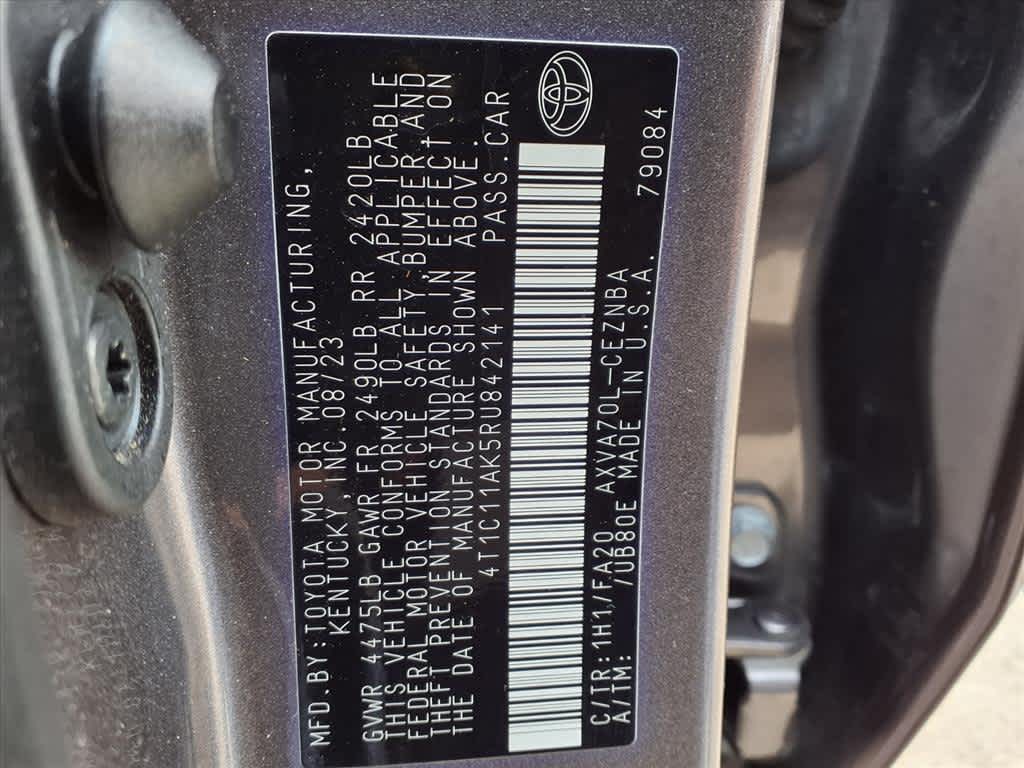 MFD.BY:TOYOTA MOTOR MANUFACTURING,
KENTUCKY,INC.08/23
GVWR 4475LB GAWR FR 2490LB RR 2420LB
THIS VEHICLE CONFORMS TO ALL APPLICABLE
FEDERAL MOTOR VEHICLE SAFETY,BUMPER,AND
THEFT PREVENTION STANDARDS IN EFFECT ON
THE DATE OF MANUFACTURE SHOWN ABOVE.
4T1C11AK5RU842141 PASS.CAR
C/TR:1H1/FA20 AXVA70L-CEZNBA
A/TM: /UB80E MADE IN U.S.A. 79084